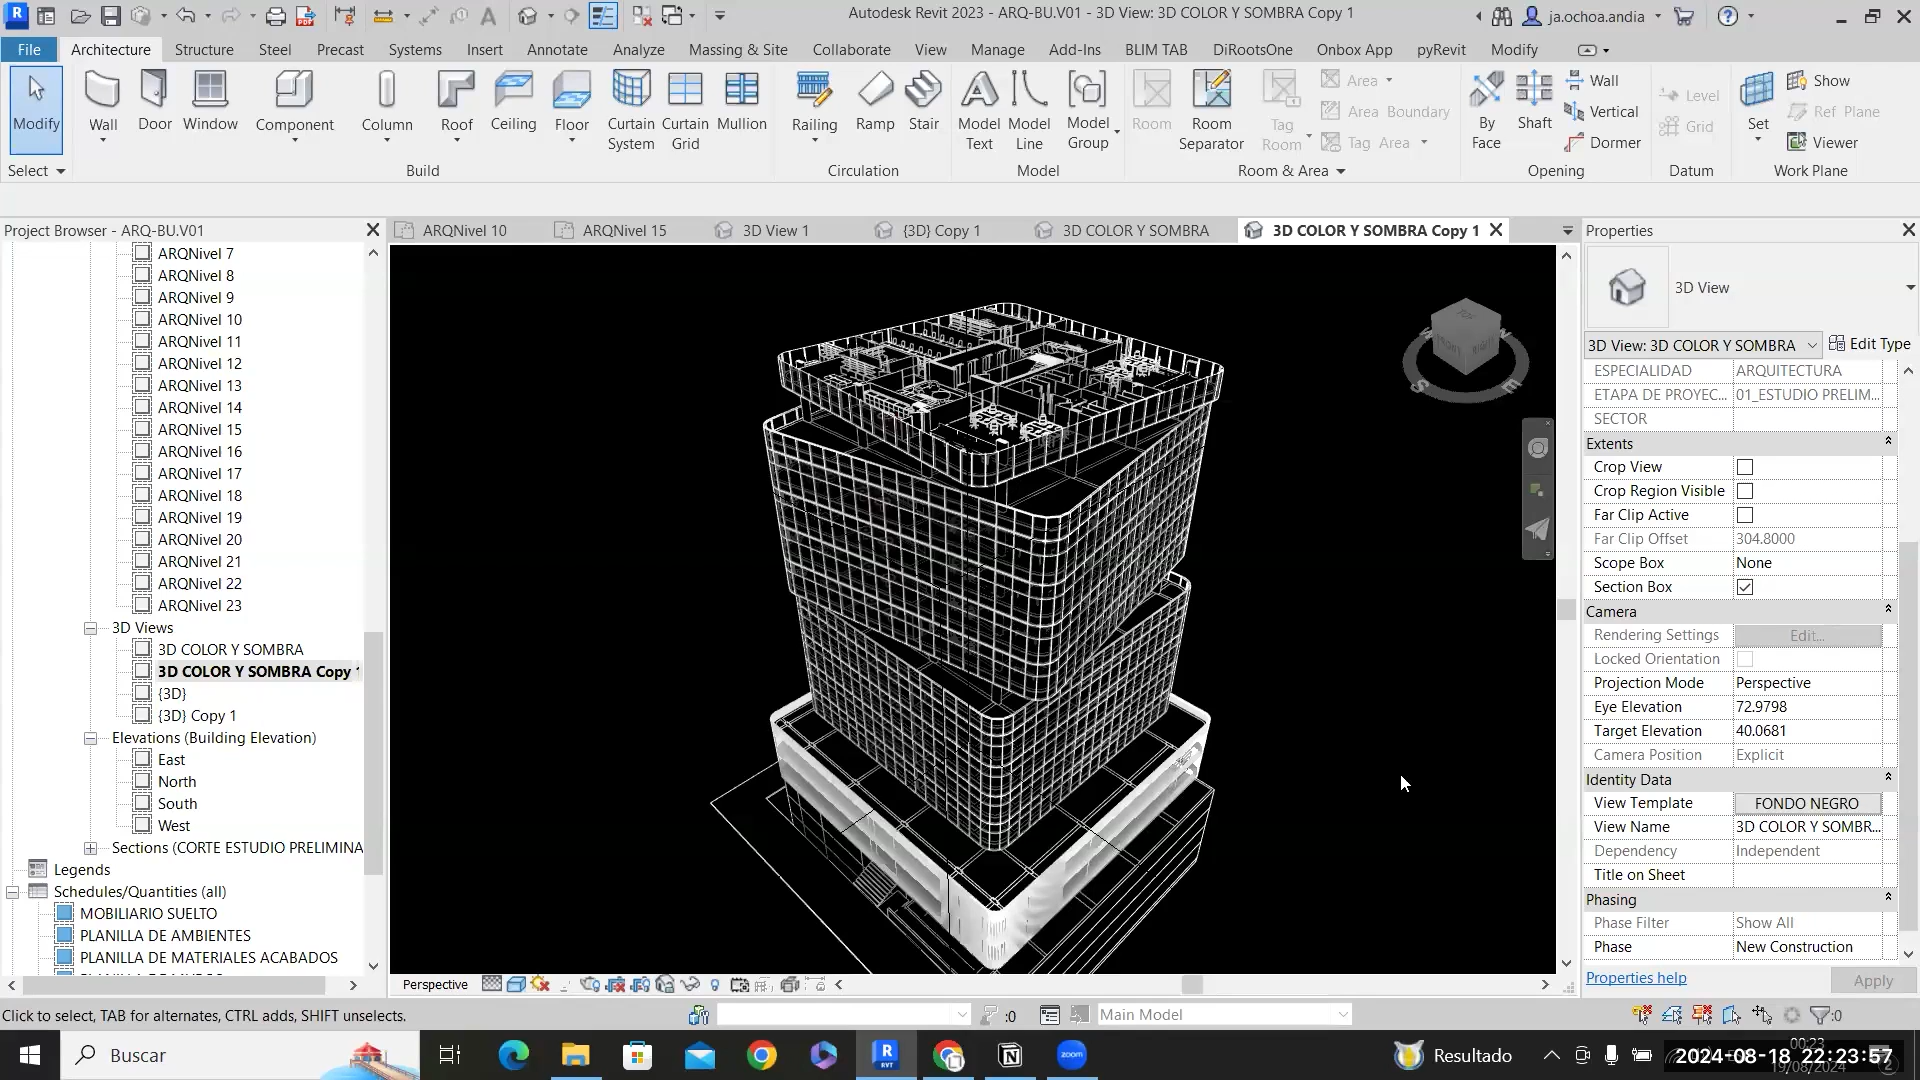 Autodesk Revit 2023 - ARQ-BU.V01 - 3D View: 3D COLOR Y SOMBRA Copy 1
ja.ochoa.andia
File Architecture Structure Steel Precast Systems Insert Annotate Analyze Massing & Site Collaborate View Manage Add-Ins BLIM TAB DiRootsOne Onbox App pyRevit Modify
Modify
Wall
Door
Window
Component
Column
Roof
Ceiling
Floor
Curtain System
Curtain Grid
Mullion
Railing
Ramp
Stair
Model Text
Model Line
Model Group
Room
Room Separator
Tag Room
Area
Area Boundary
Tag Area
By Face
Shaft
Wall
Vertical
Dormer
Level
Grid
Set
Show
Ref Plane
Viewer
Select Build Circulation Model Room & Area Opening Datum Work Plane
Project Browser - ARQ-BU.V01
ARQNivel 7
ARQNivel 8
ARQNivel 9
ARQNivel 10
ARQNivel 11
ARQNivel 12
ARQNivel 13
ARQNivel 14
ARQNivel 15
ARQNivel 16
ARQNivel 17
ARQNivel 18
ARQNivel 19
ARQNivel 20
ARQNivel 21
ARQNivel 22
ARQNivel 23
3D Views
3D COLOR Y SOMBRA
3D COLOR Y SOMBRA Copy
{3D}
{3D} Copy 1
Elevations (Building Elevation)
East
North
South
West
Sections (CORTE ESTUDIO PRELIMINA
Legends
Schedules/Quantities (all)
MOBILIARIO SUELTO
PLANILLA DE AMBIENTES
PLANILLA DE MATERIALES ACABADOS
ARQNivel 10 ARQNivel 15 3D View 1 {3D} Copy 1 3D COLOR Y SOMBRA 3D COLOR Y SOMBRA Copy 1
Perspective
Properties
3D View
3D View: 3D COLOR Y SOMBRA Edit Type
ESPECIALIDAD ARQUITECTURA
ETAPA DE PROYEC... 01_ESTUDIO PRELIM...
SECTOR
Extents
Crop View
Crop Region Visible
Far Clip Active
Far Clip Offset 304.8000
Scope Box None
Section Box
Camera
Rendering Settings Edit...
Locked Orientation
Projection Mode Perspective
Eye Elevation 72.9798
Target Elevation 40.0681
Camera Position Explicit
Identity Data
View Template FONDO NEGRO
View Name 3D COLOR Y SOMBR...
Dependency Independent
Title on Sheet
Phasing
Phase Filter Show All
Phase New Construction
Properties help Apply
Click to select, TAB for alternates, CTRL adds, SHIFT unselects. :0 Main Model :0
Buscar
zoom
Resultado
00:23
2024-08-18 22:23:57
19/08/2024